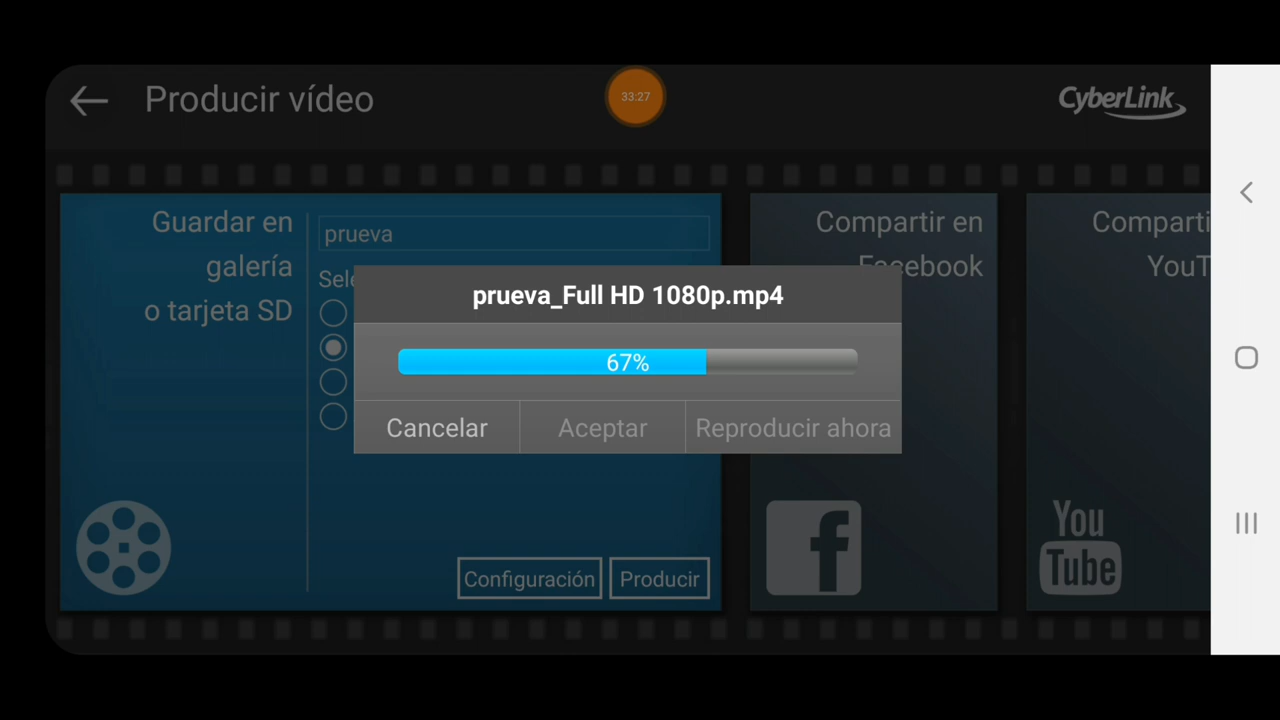 Producir vídeo
33:27
CyberLink
Guardar en
galería
o tarjeta SD
prueva
Sele
prueva_Full HD 1080p.mp4
67%
Cancelar
Aceptar
Reproducir ahora
Configuración
Producir
Compartir en
Facebook
Comparti
YouT
You
Tube